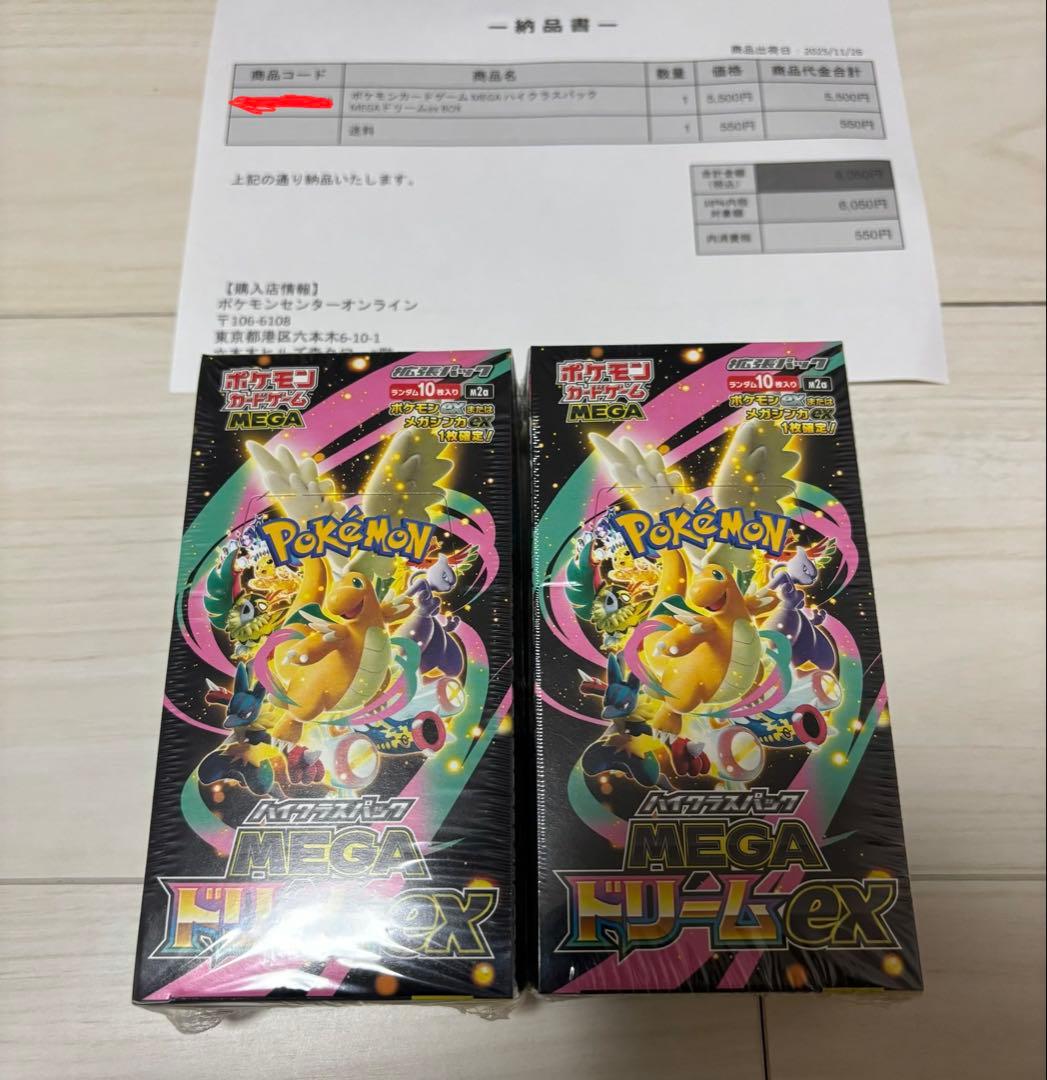 ー納品書ー
商品出荷日：2025/11/28
商品コード 商品名 数量 価格 商品代金合計
ポケモンカードゲーム MEGA ハイクラスパック 1 5,500円 5,500円
MEGAドリームex BOX
送料 1 550円 550円
上記の通り納品いたします。
合計金額
(税込)
6,050円
対象額
6,050円
内消費税 550円
【購入店情報】
ポケモンセンターオンライン
〒106-6108
東京都港区六本木6-10-1
ポケモン
カードゲーム
MEGA
拡張パック
ランダム10枚入り m2a
ポケモンexまたは
メガシンカex
1枚確定!
POKÉMON
ハイクラスパック
MEGA
ドリームex
ポケモン
カードゲーム
MEGA
拡張パック
ランダム10枚入り m2a
ポケモンexまたは
メガシンカex
1枚確定!
POKÉMON
ハイクラスパック
MEGA
ドリームex